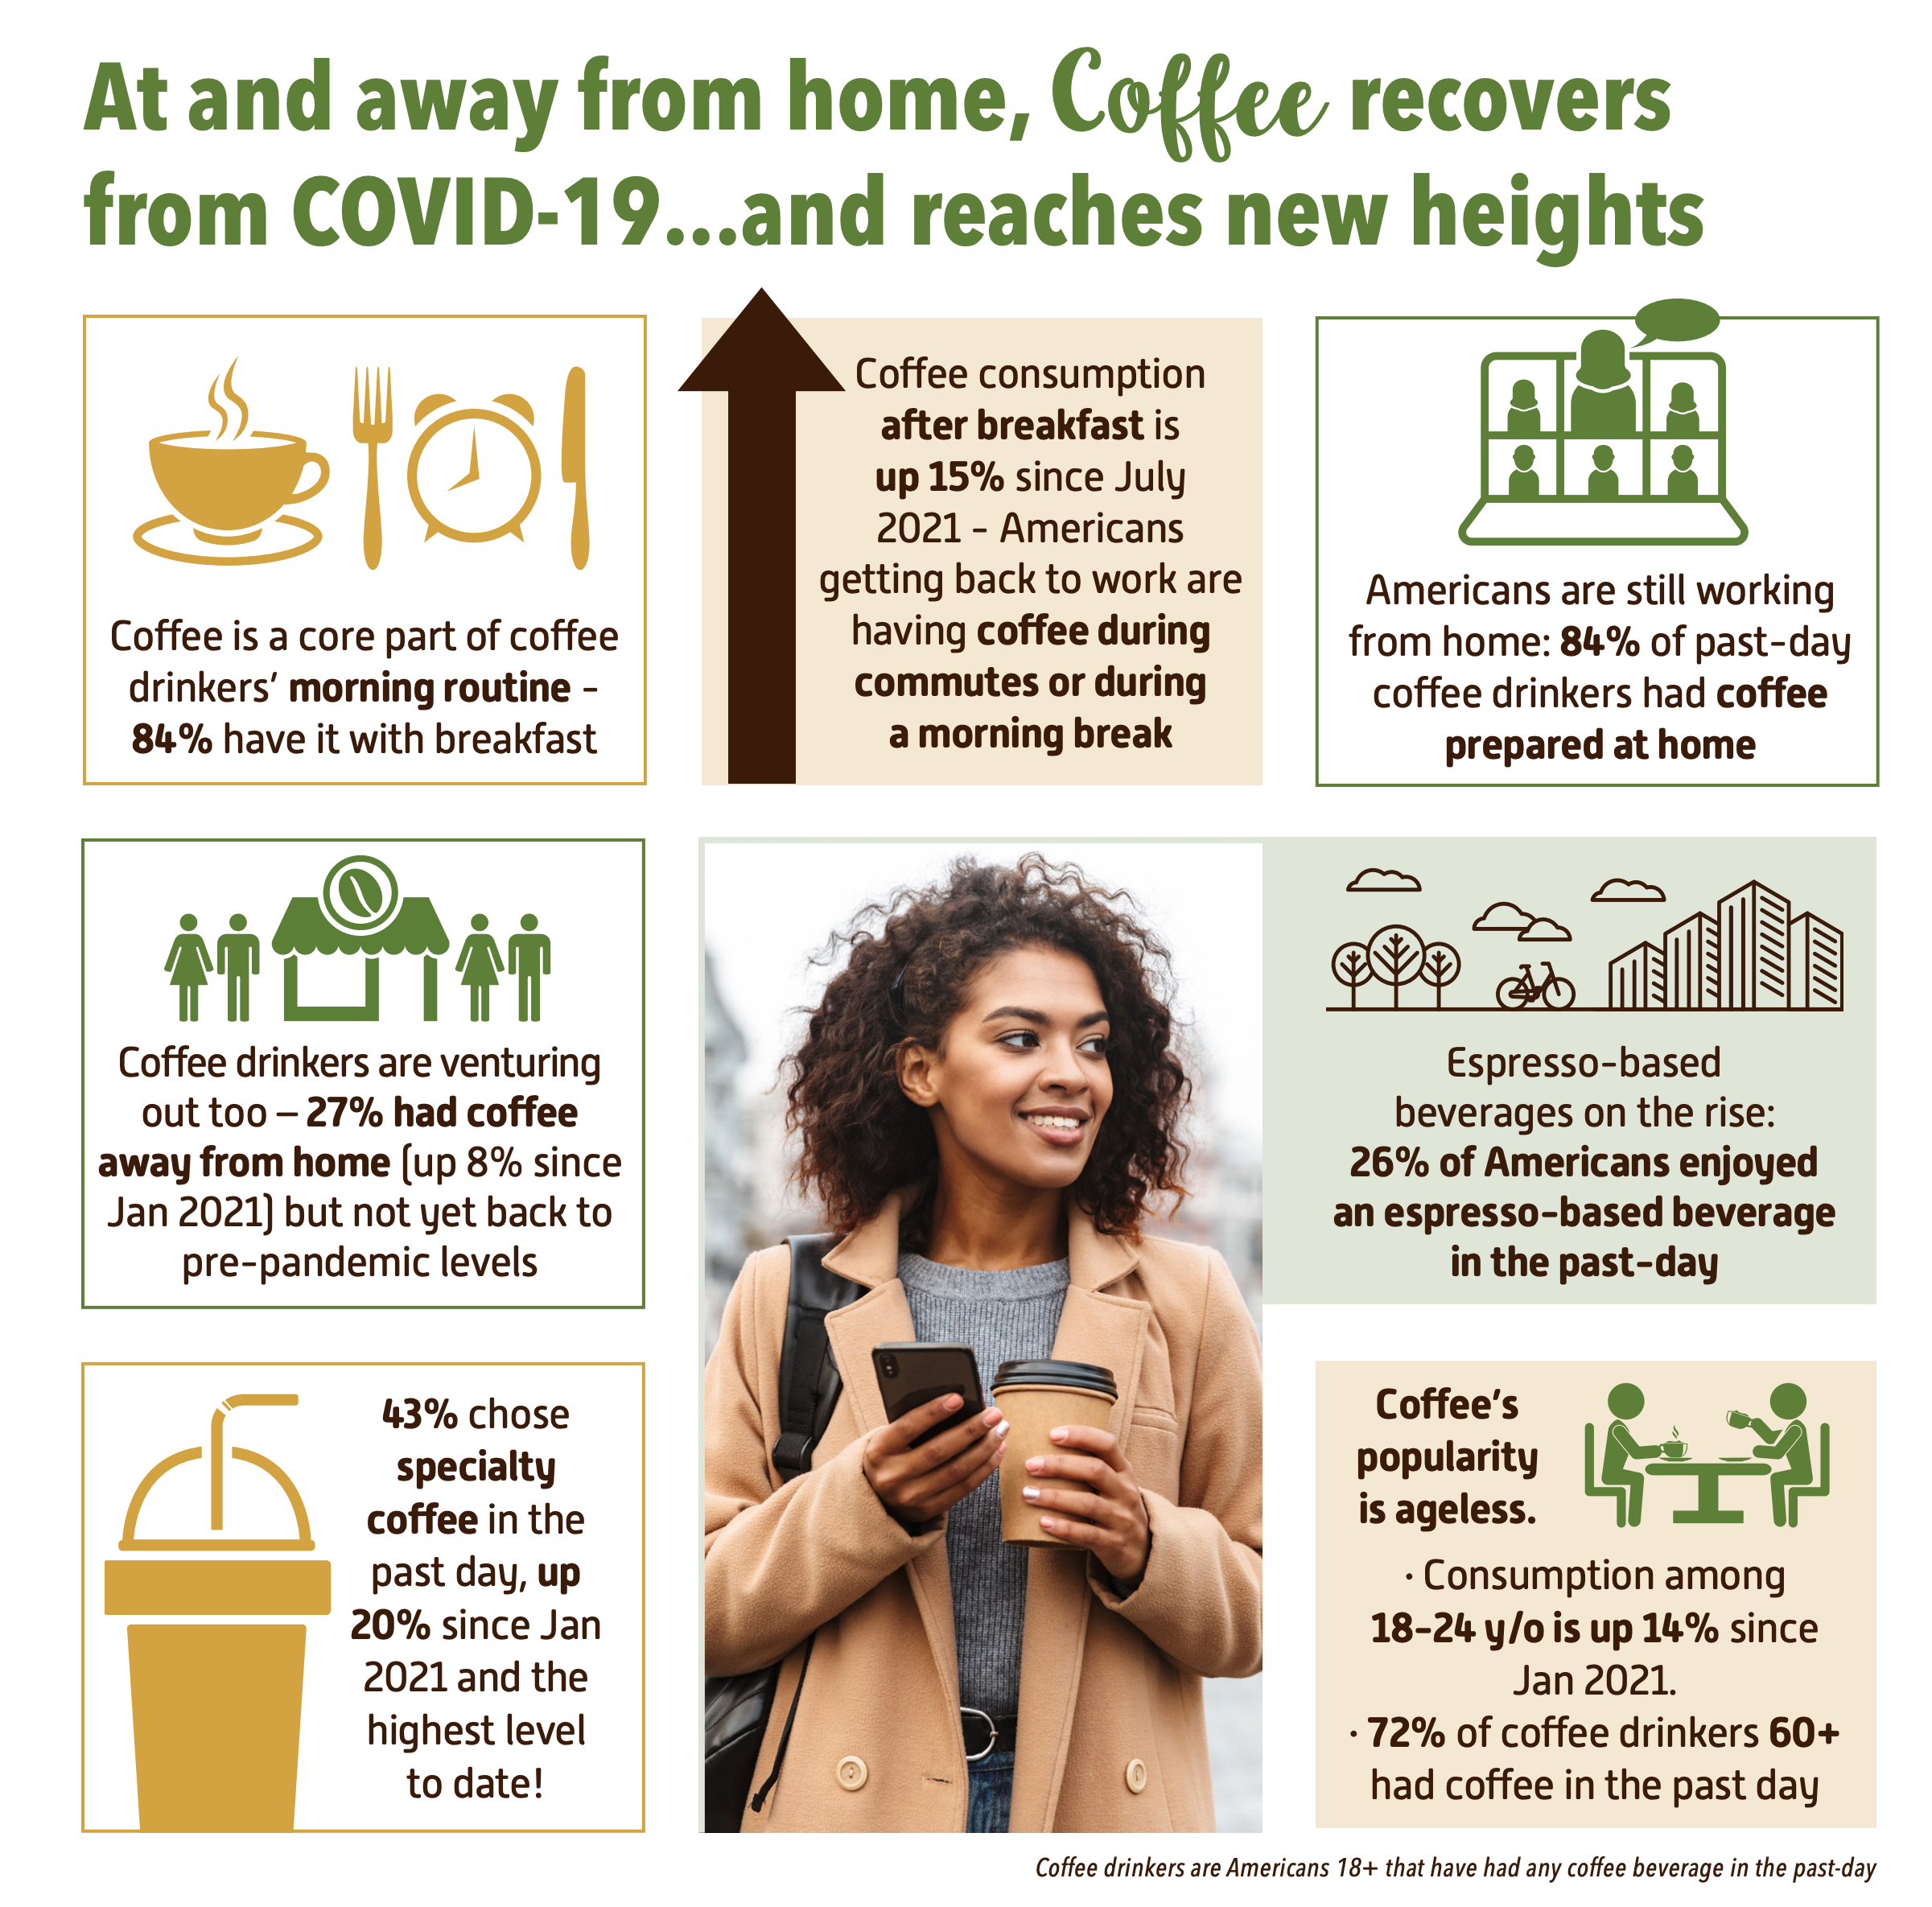 At and away from home, Coffee recovers
from COVID-19...and reaches new heights
Coffee is a core part of coffee
drinkers’ morning routine -
84% have it with breakfast
Coffee consumption
after breakfast is
up 15% since July
2021 - Americans
getting back to work are
having coffee during
commutes or during
a morning break
Americans are still working
from home: 84% of past-day
coffee drinkers had coffee
prepared at home
Coffee drinkers are venturing
out too – 27% had coffee
away from home (up 8% since
Jan 2021) but not yet back to
pre-pandemic levels
Espresso-based
beverages on the rise:
26% of Americans enjoyed
an espresso-based beverage
in the past-day
43% chose
specialty
coffee in the
past day, up
20% since Jan
2021 and the
highest level
to date!
Coffee’s
popularity
is ageless.
· Consumption among
18-24 y/o is up 14% since
Jan 2021.
· 72% of coffee drinkers 60+
had coffee in the past day
Coffee drinkers are Americans 18+ that have had any coffee beverage in the past-day